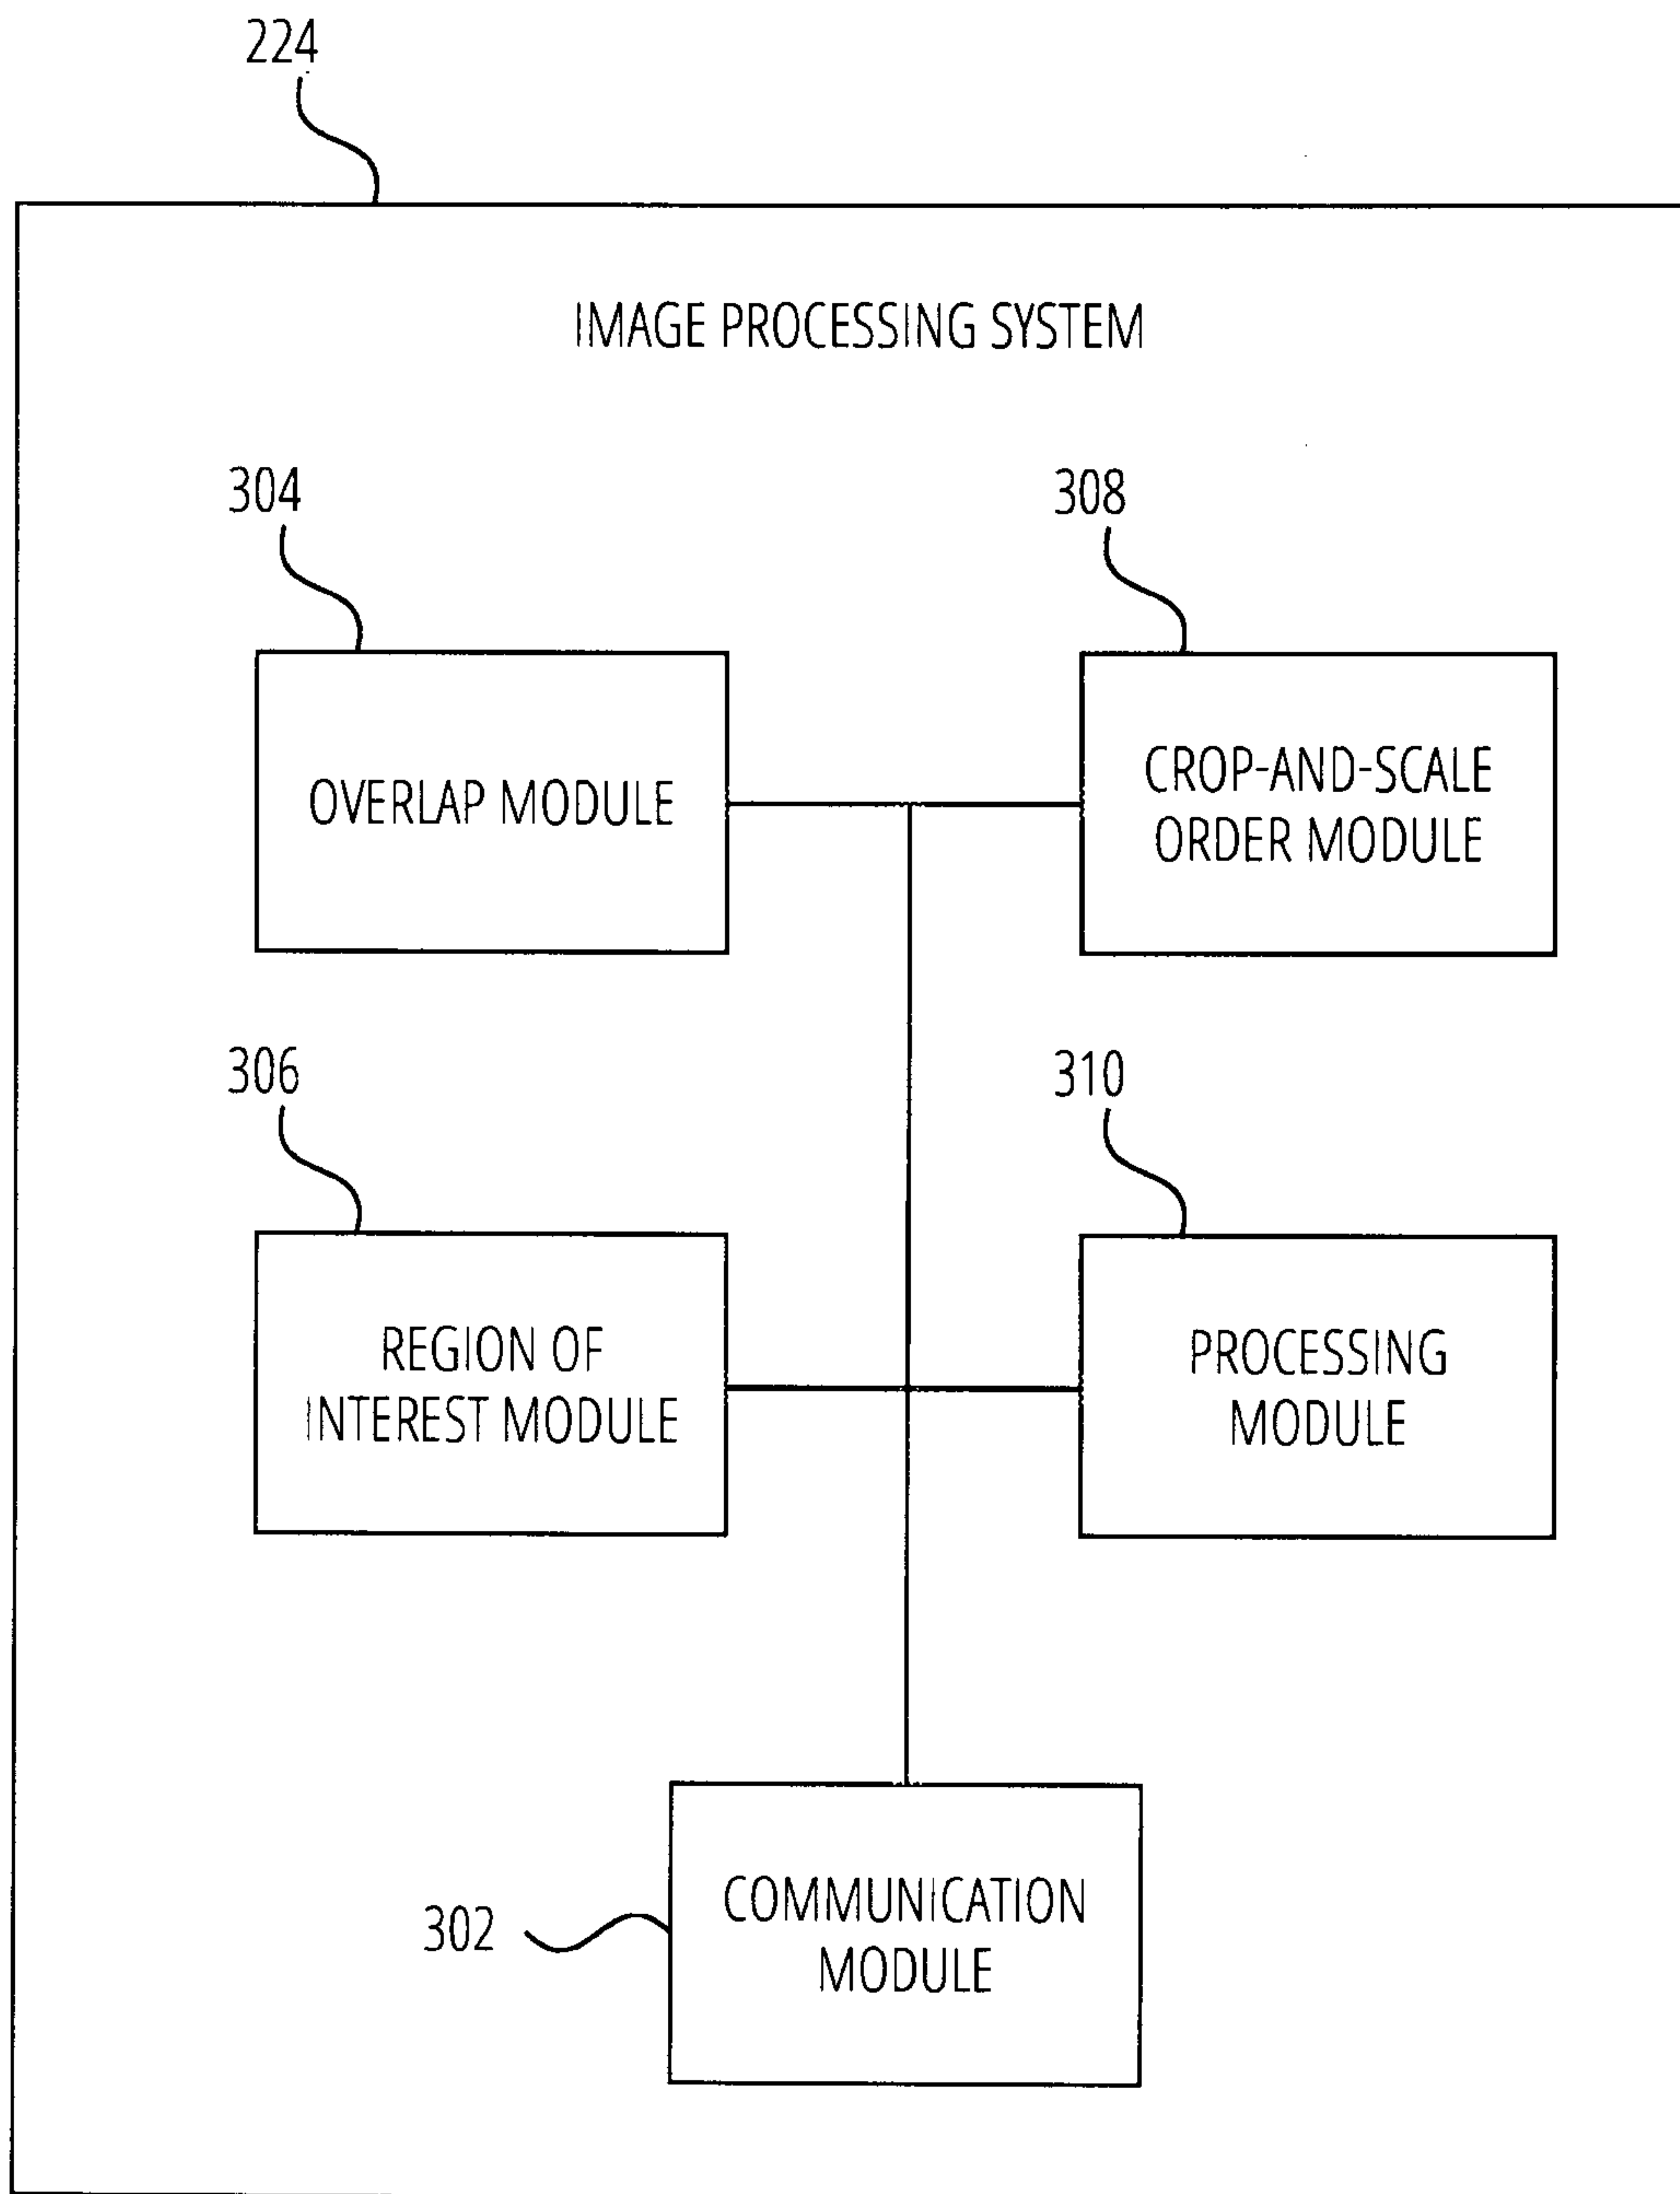 224
IMAGE PROCESSING SYSTEM
304
308
OVERLAP MODULE
CROP-AND-SCALE
ORDER MODULE
306
310
REGION OF
INTEREST MODULE
PROCESSING
MODULE
302
COMMUNICATION
MODULE